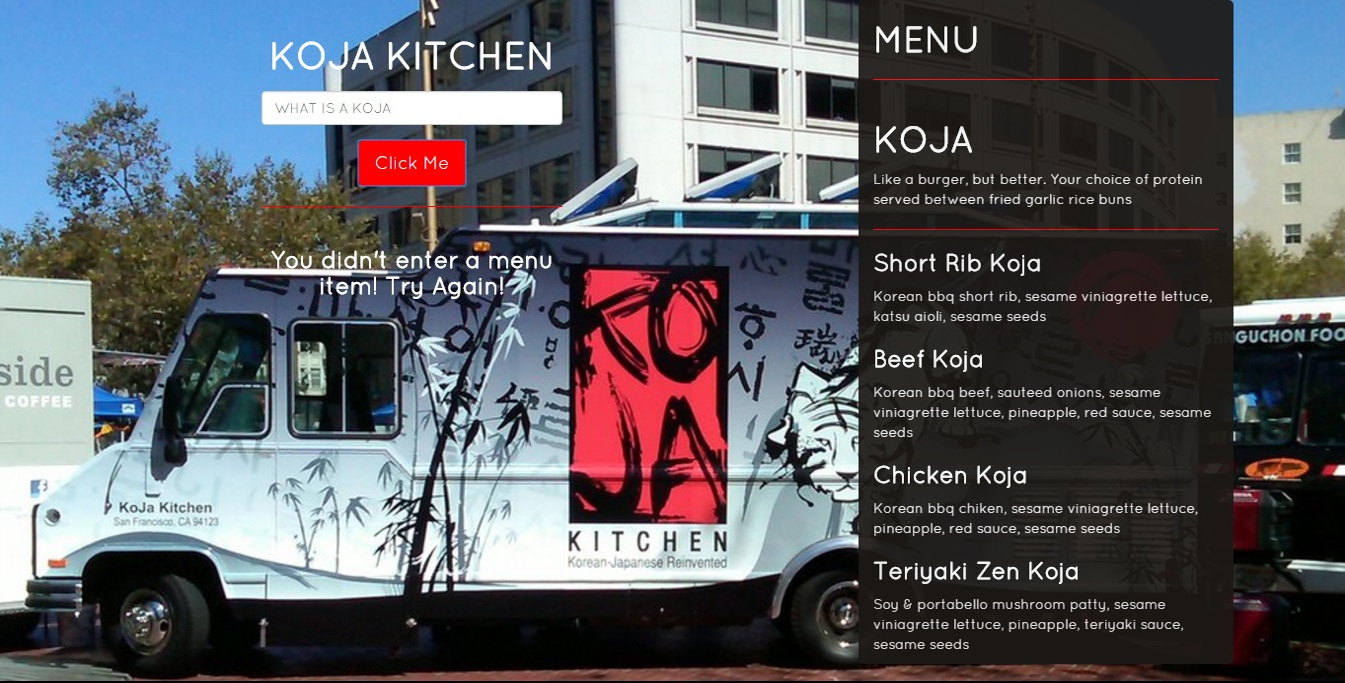 KOJA KITCHEN
WHAT IS A KOJA
Click Me
You didn't enter a menu
item! Try Again!
MENU
KOJA
Like a burger, but better. Your choice of protein
served between fried garlic rice buns
Short Rib Koja
Korean bbq short rib, sesame viniagrette lettuce,
katsu aioli, sesame seeds
Beef Koja
Korean bbq beef, sauteed onions, sesame
viniagrette lettuce, pineapple, red sauce, sesame
seeds
Chicken Koja
Korean bbq chiken, sesame viniagrette lettuce,
pineapple, red sauce, sesame seeds
Teriyaki Zen Koja
Soy & portabello mushroom patty, sesame
viniagrette lettuce, pineapple, teriyaki sauce,
sesame seeds
side
COFFEE
KoJa Kitchen
San Francisco, CA 94123
KO
JA
KITCHEN
Korean-Japanese Reinvented
ANGUCHON FOO